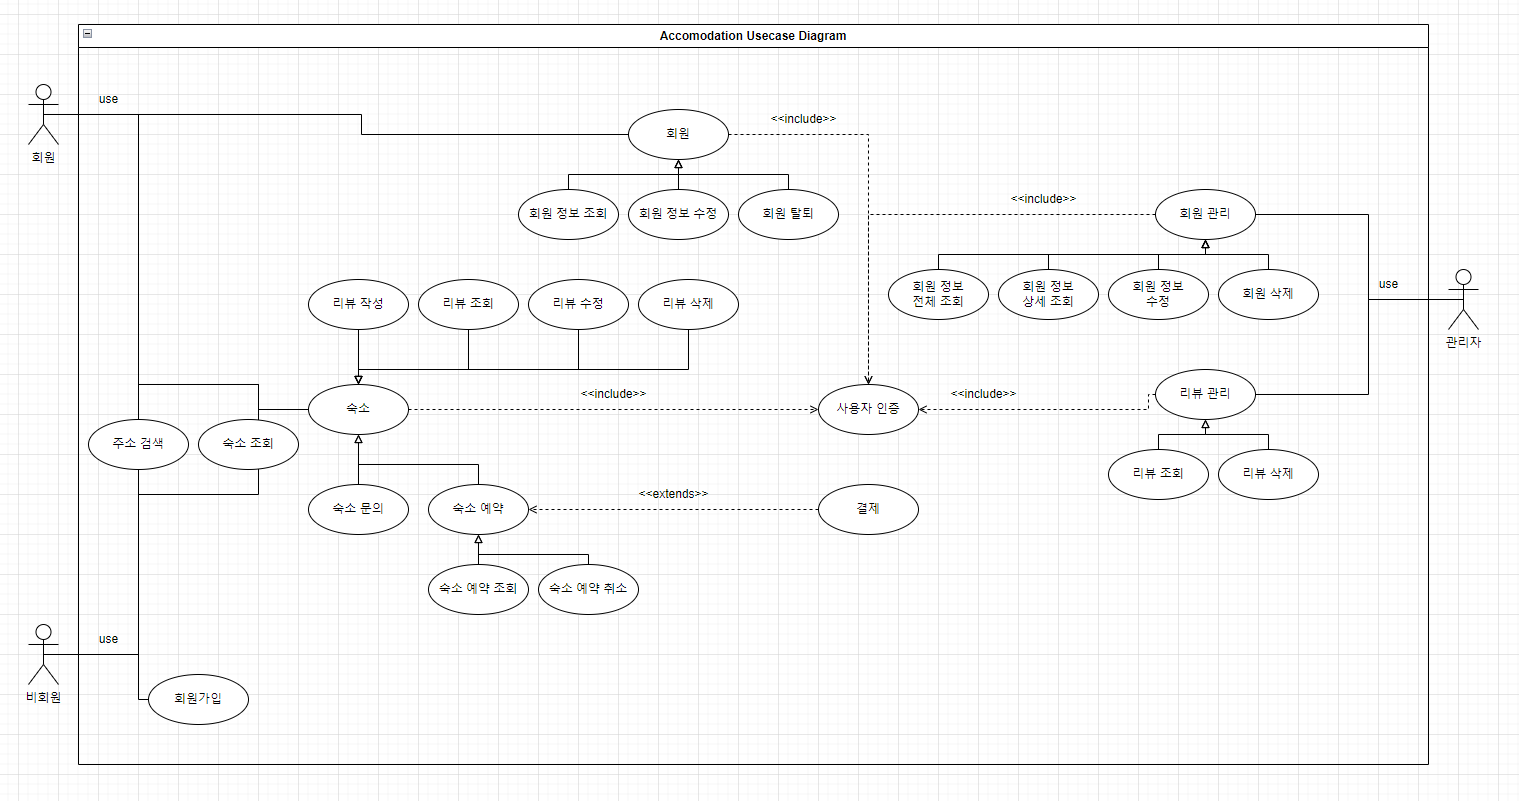 Accomodation Usecase Diagram
use
회원
회원
<<include>>
회원 정보 조회
회원 정보 수정
회원 탈퇴
<<include>>
회원 관리
회원 정보
전체 조회
회원 정보
상세 조회
회원 정보
수정
회원 삭제
use
관리자
리뷰 작성
리뷰 조회
리뷰 수정
리뷰 삭제
숙소
<<include>>
사용자 인증
<<include>>
리뷰 관리
주소 검색
숙소 조회
리뷰 조회
리뷰 삭제
숙소 문의
숙소 예약
<<extends>>
결제
숙소 예약 조회
숙소 예약 취소
use
비회원
회원가입